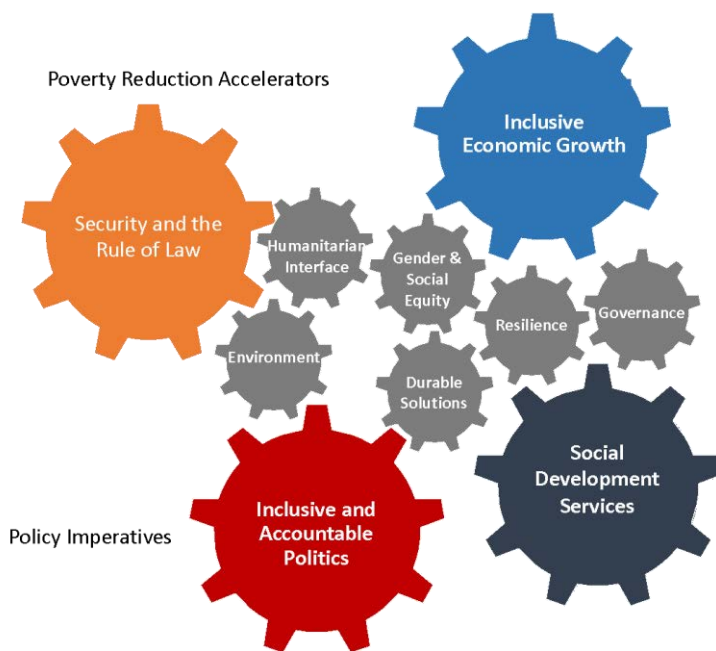 Poverty Reduction Accelerators
Inclusive
Economic Growth
Security and the
Rule of Law
Humanitarian
Interface
Gender &
Social
Equity
Resilience
Governance
Environment
Durable
Solutions
Social
Development
Services
Inclusive and
Accountable
Politics
Policy Imperatives